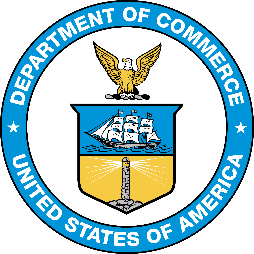 DEPARTMENT OF COMMERCE
UNITED STATES OF AMERICA